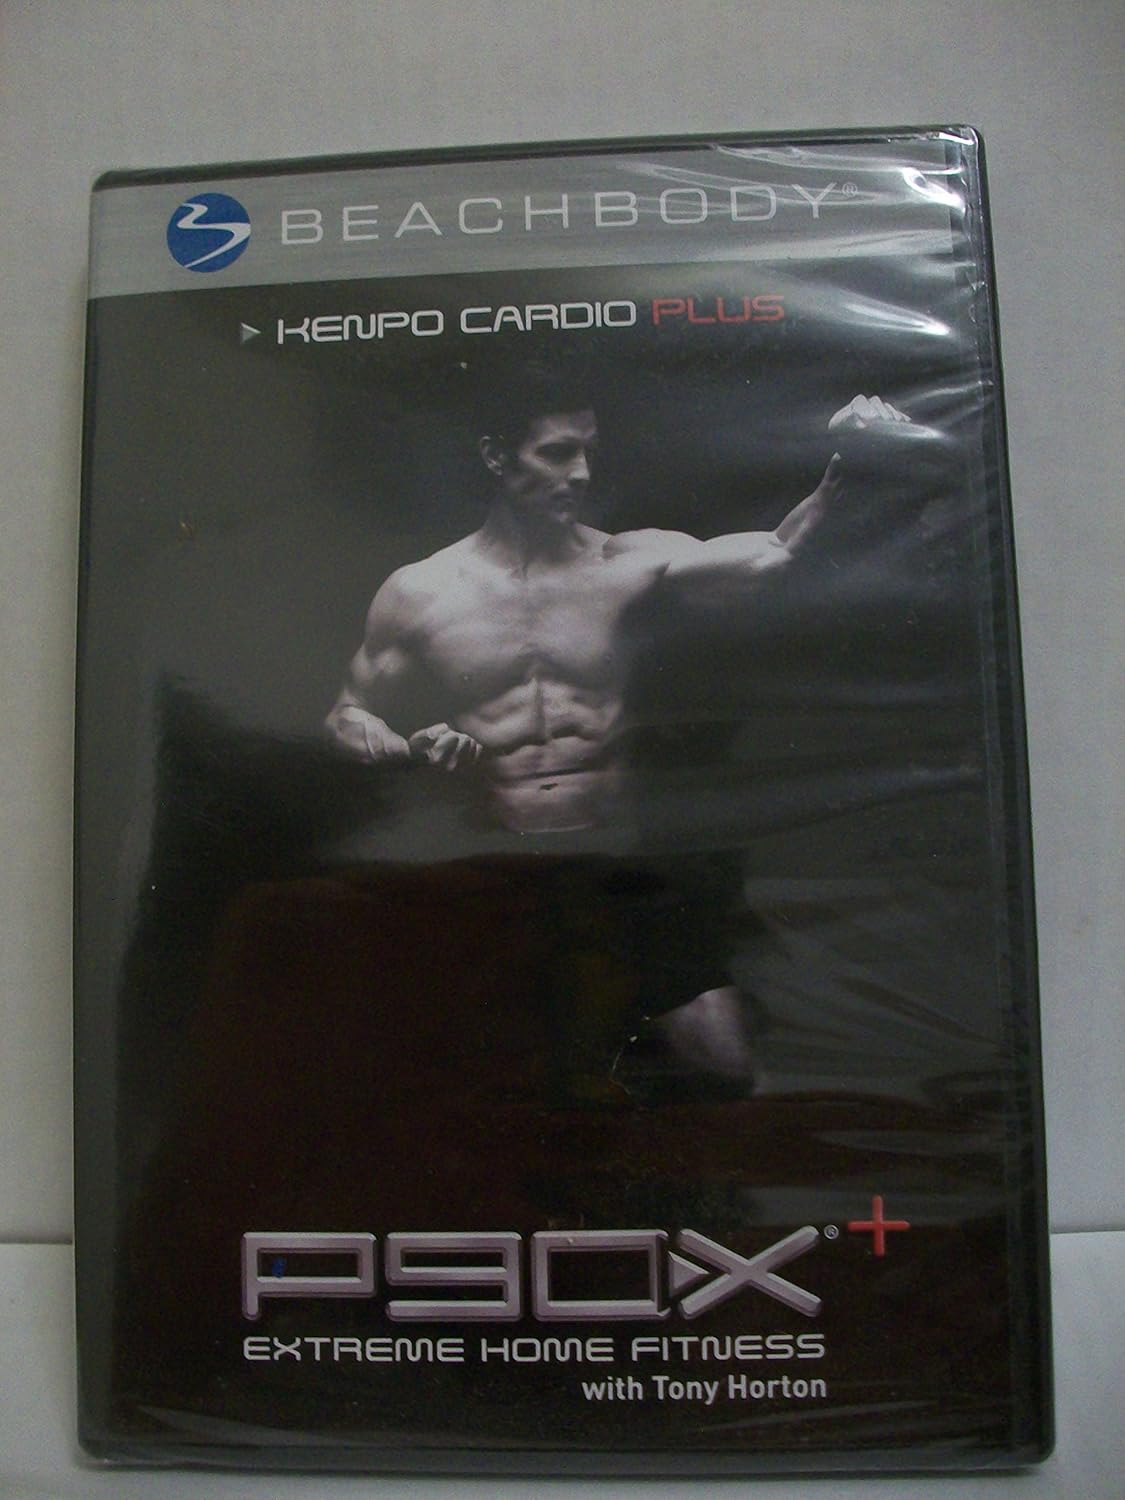 BEACHBODY®
KENPO CARDIO PLUS
P90X®+
EXTREME HOME FITNESS
with Tony Horton